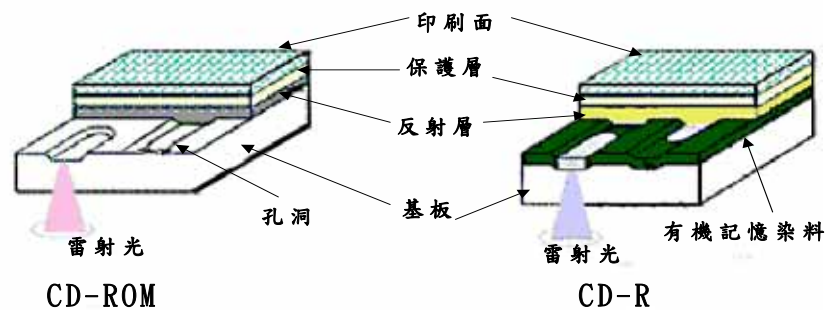 印刷面
保護層
反射層
孔洞
基板
有機記憶染料
雷射光
雷射光
CD-ROM
CD-R